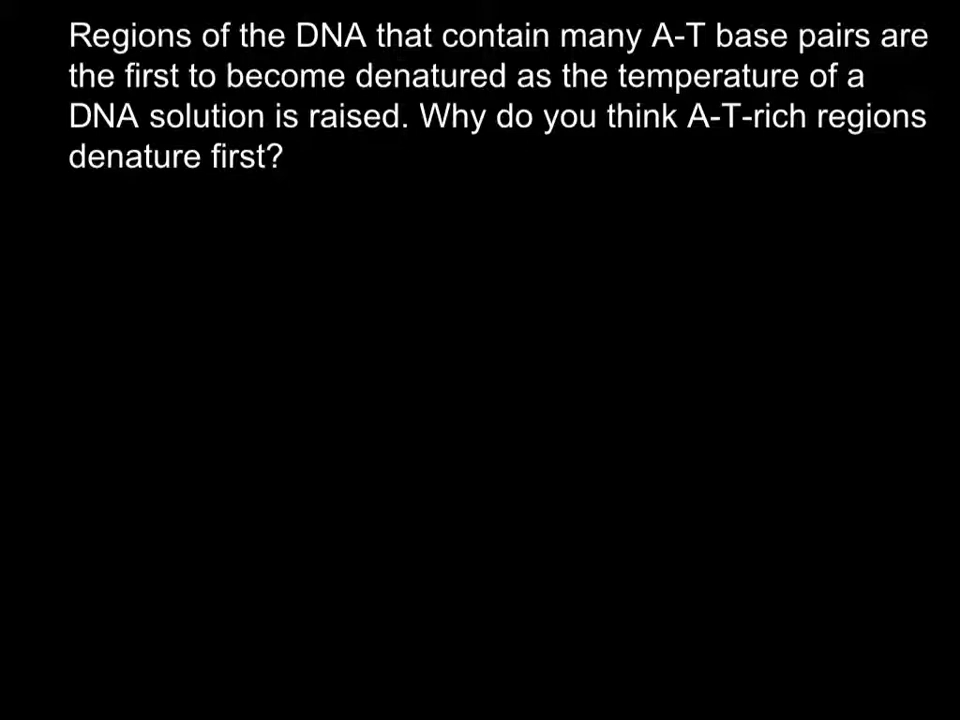 Regions of the DNA that contain many A-T base pairs are
the first to become denatured as the temperature of a
DNA solution is raised. Why do you think A-T-rich regions
denature first?